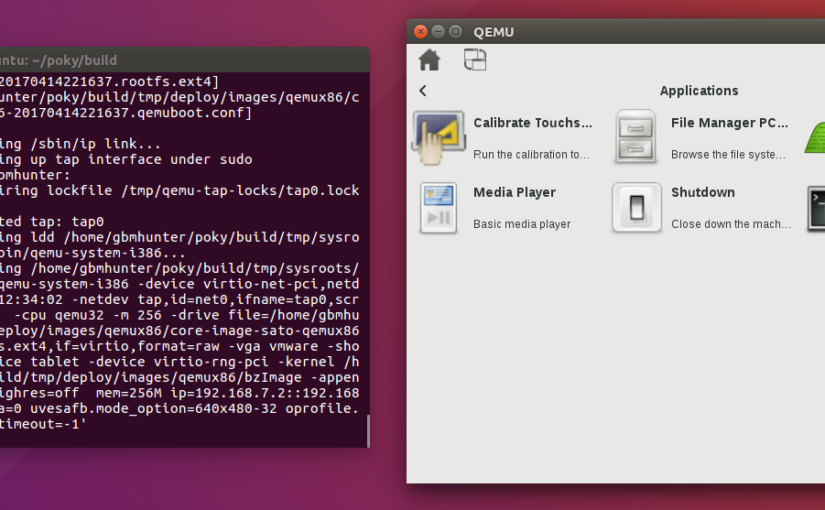 untu: ~/poky/build
20170414221637.rootfs.ext4]
unter/poky/build/tmp/deploy/images/qemux86/c
6-20170414221637.qemuboot.conf]
ing /sbin/ip link...
ing up tap interface under sudo
bmhunter:
iring lockfile /tmp/qemu-tap-locks/tap0.lock
ted tap: tap0
ing ldd /home/gbmhunter/poky/build/tmp/sysro
bin/qemu-system-i386...
ing /home/gbmhunter/poky/build/tmp/sysroots/
qemu-system-i386 -device virtio-net-pci,netd
12:34:02 -netdev tap,id=net0,ifname=tap0,scr
-cpu qemu32 -m 256 -drive file=/home/gbmhu
eploy/images/qemux86/core-image-sato-qemux86
s.ext4,if=virtio,format=raw -vga vmware -sho
ice tablet -device virtio-rng-pci -kernel /h
ild/tmp/deploy/images/qemux86/bzImage -appen
ighres=off  mem=256M ip=192.168.7.2::192.168
a=0 uvesafb.mode_option=640x480-32 oprofile.
timeout=-1'
QEMU
Applications
Calibrate Touchs...
Run the calibration to...
File Manager PC...
Browse the file syste...
Media Player
Basic media player
Shutdown
Close down the mach...